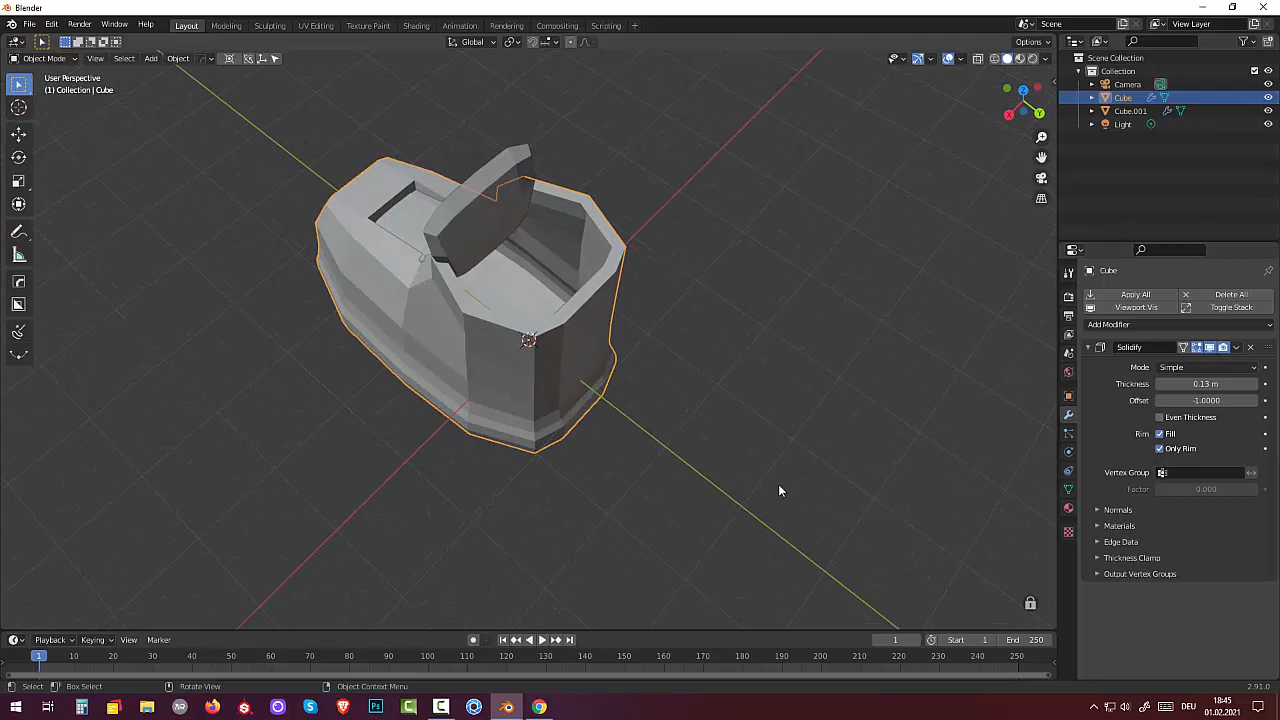 Blender
File Edit Render Window Help Layout Modeling Sculpting UV Editing Texture Paint Shading Animation Rendering Compositing Scripting + Scene View Layer
Global Options
Object Mode View Select Add Object
User Perspective
(1) Collection | Cube
Z
X Y
Scene Collection
Collection
Camera
Cube
Cube.001
Light
Cube
Apply All Delete All
Viewport Vis Toggle Stack
Add Modifier
Solidify
Mode Simple
Thickness 0.13 m
Offset -1.0000
Even Thickness
Rim Fill
Only Rim
Vertex Group
Factor 0.000
Normals
Materials
Edge Data
Thickness Clamp
Output Vertex Groups
Playback Keying View Marker 1 Start 1 End 250
1 10 20 30 40 50 60 70 80 90 100 110 120 130 140 150 160 170 180 190 200 210 220 230 240 250
Select Box Select Rotate View Object Context Menu 2.91.0
Ps DEU 18:45
01.02.2021